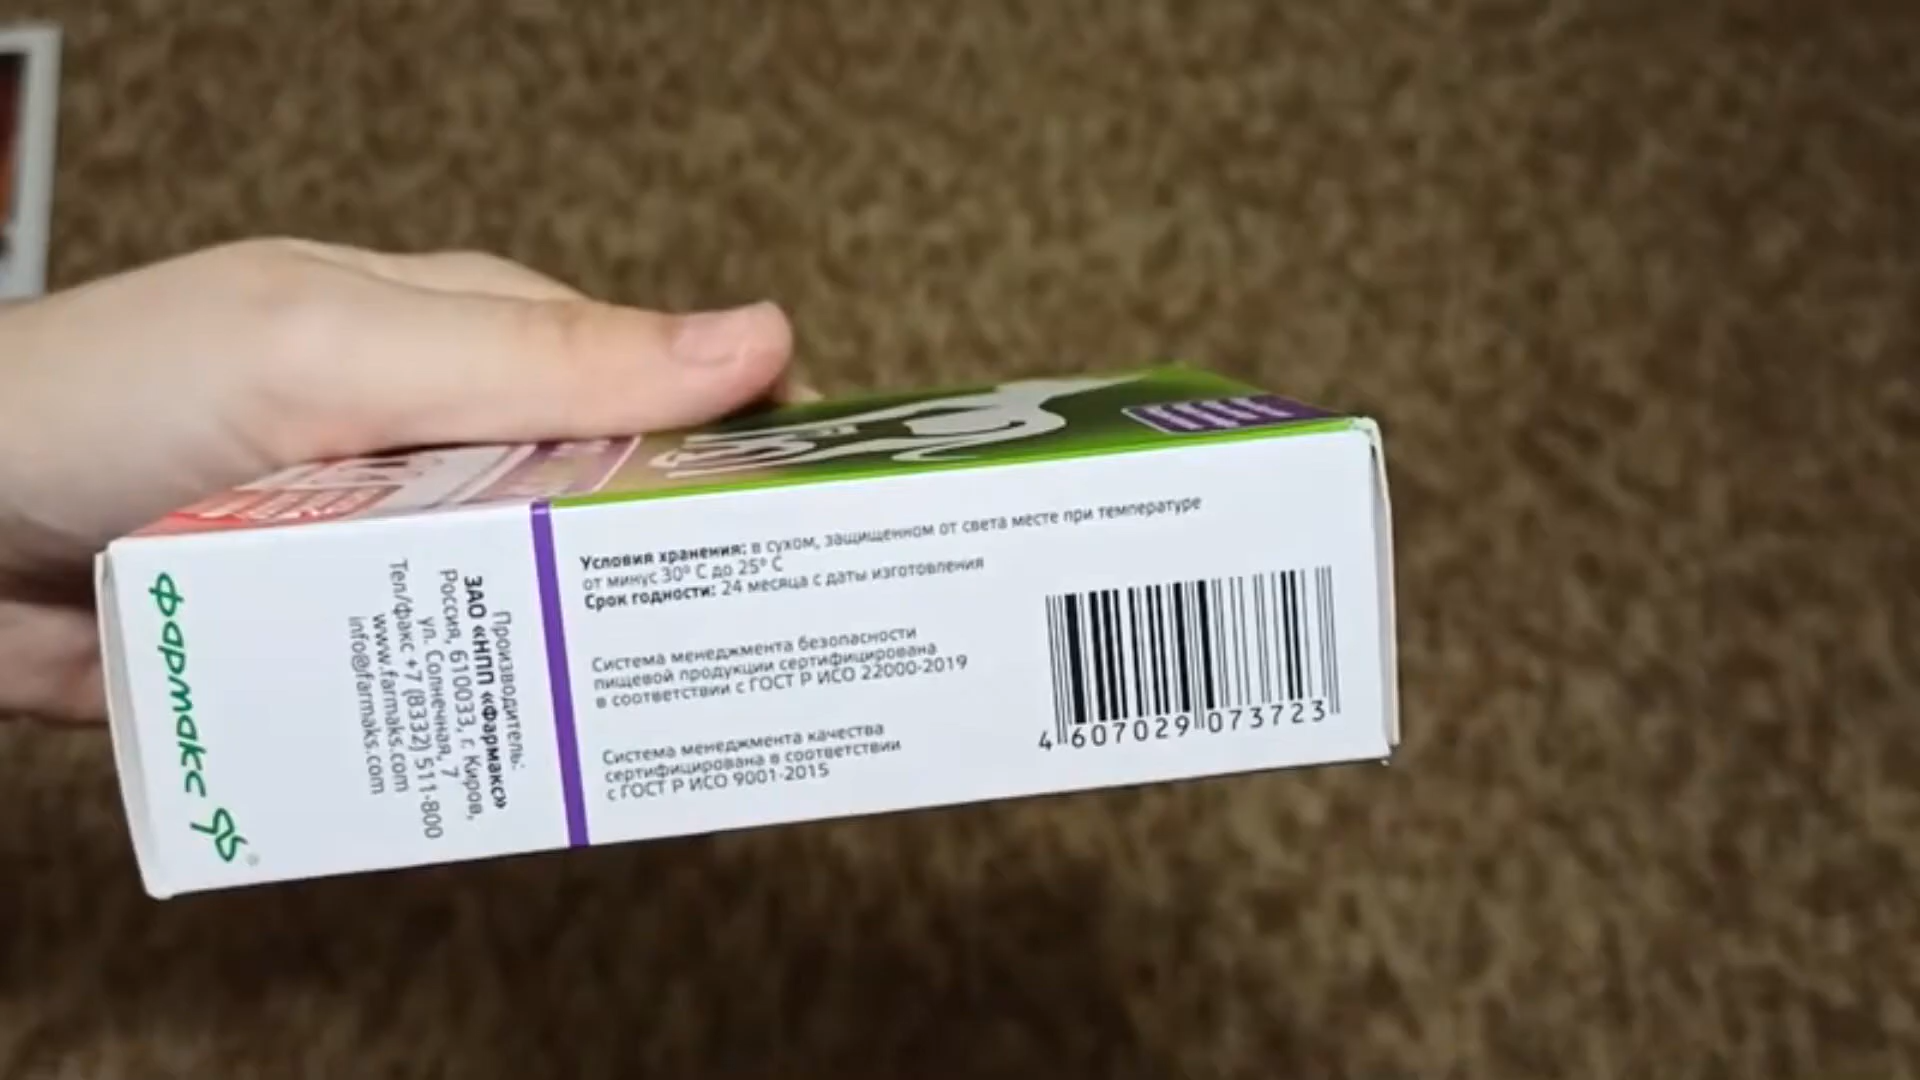 фармакс
Производитель:
ЗАО «НПП «Фармакс»
Россия, 610033, г. Киров,
ул. Солнечная, 7
Тел/факс +7 (8332) 511-800
www.farmaks.com
info@farmaks.com
Условия хранения: в сухом, защищенном от света месте при температуре
от минус 30° С до 25° С
Срок годности: 24 месяца с даты изготовления
Система менеджмента безопасности
пищевой продукции сертифицирована
в соответствии с ГОСТ Р ИСО 22000-2019
Система менеджмента качества
сертифицирована в соответствии
с ГОСТ Р ИСО 9001-2015
4 607029 073723